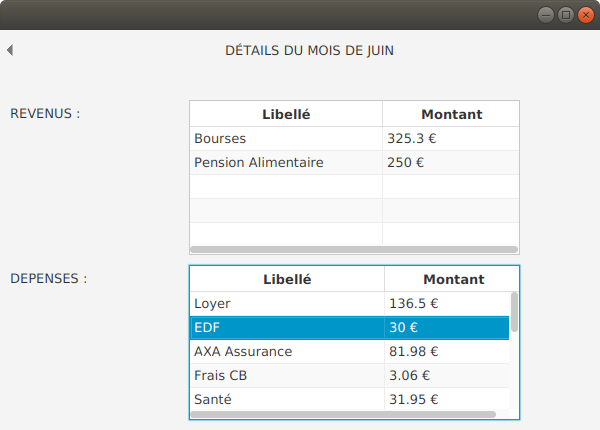 DÉTAILS DU MOIS DE JUIN
REVENUS :
Libellé Montant
Bourses 325.3 €
Pension Alimentaire 250 €
DEPENSES :
Libellé Montant
Loyer 136.5 €
EDF 30 €
AXA Assurance 81.98 €
Frais CB 3.06 €
Santé 31.95 €